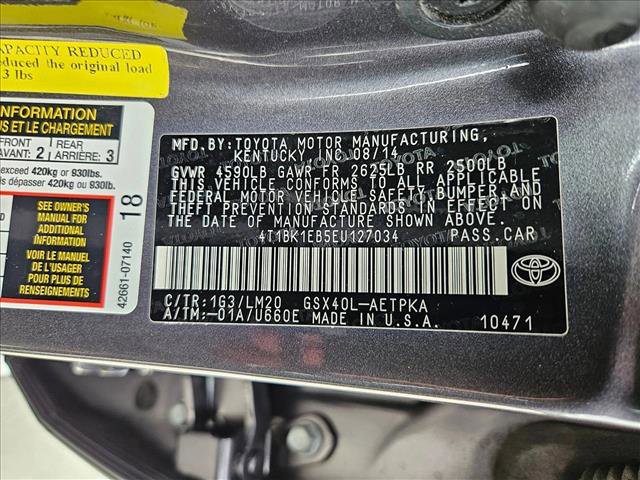 CAPACITY REDUCED
reduced the original load
3 lbs
INFORMATION
US ET LE CHARGEMENT
FRONT
AVANT: 2
REAR
ARRIÈRE: 3
exceed 420kg or 930lbs.
dépasser 420kg ou 930lb.
SEE OWNER'S
MANUAL FOR
ADDITIONAL
INFORMATION
VOIR LE MANUEL
DE L'USAGER
POUR PLUS DE
RENSEIGNEMENTS
18
42661-07140
MFD.BY: TOYOTA MOTOR MANUFACTURING,
KENTUCKY, INC. 08/14
GVWR 4590LB GAWR FR 2625LB RR 2500LB
THIS VEHICLE CONFORMS TO ALL APPLICABLE
FEDERAL MOTOR VEHICLE SAFETY, BUMPER, AND
THEFT PREVENTION STANDARDS IN EFFECT ON
THE DATE OF MANUFACTURE SHOWN ABOVE.
4T1BK1EB5EU127034 PASS.CAR
TOYOTA
C/TR:1G3/LM20 GSX40L-AETPKA
A/TM:-01A/U660E MADE IN U.S.A. 10471